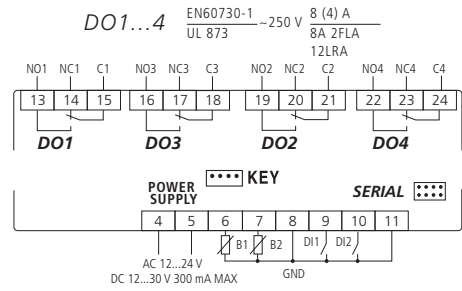 DO1...4 EN60730-1 ~250 V 8 (4) A
UL 873 8A 2FLA
12LRA
NO1 NC1 C1 NO3 NC3 C3 NO2 NC2 C2 NO4 NC4 C4
13 14 15 16 17 18 19 20 21 22 23 24
DO1 DO3 DO2 DO4
KEY
POWER
SUPPLY
SERIAL
4 5 6 7 8 9 10 11
B1 B2 DI1 DI2
AC 12...24 V
GND
DC 12...30 V 300 mA MAX